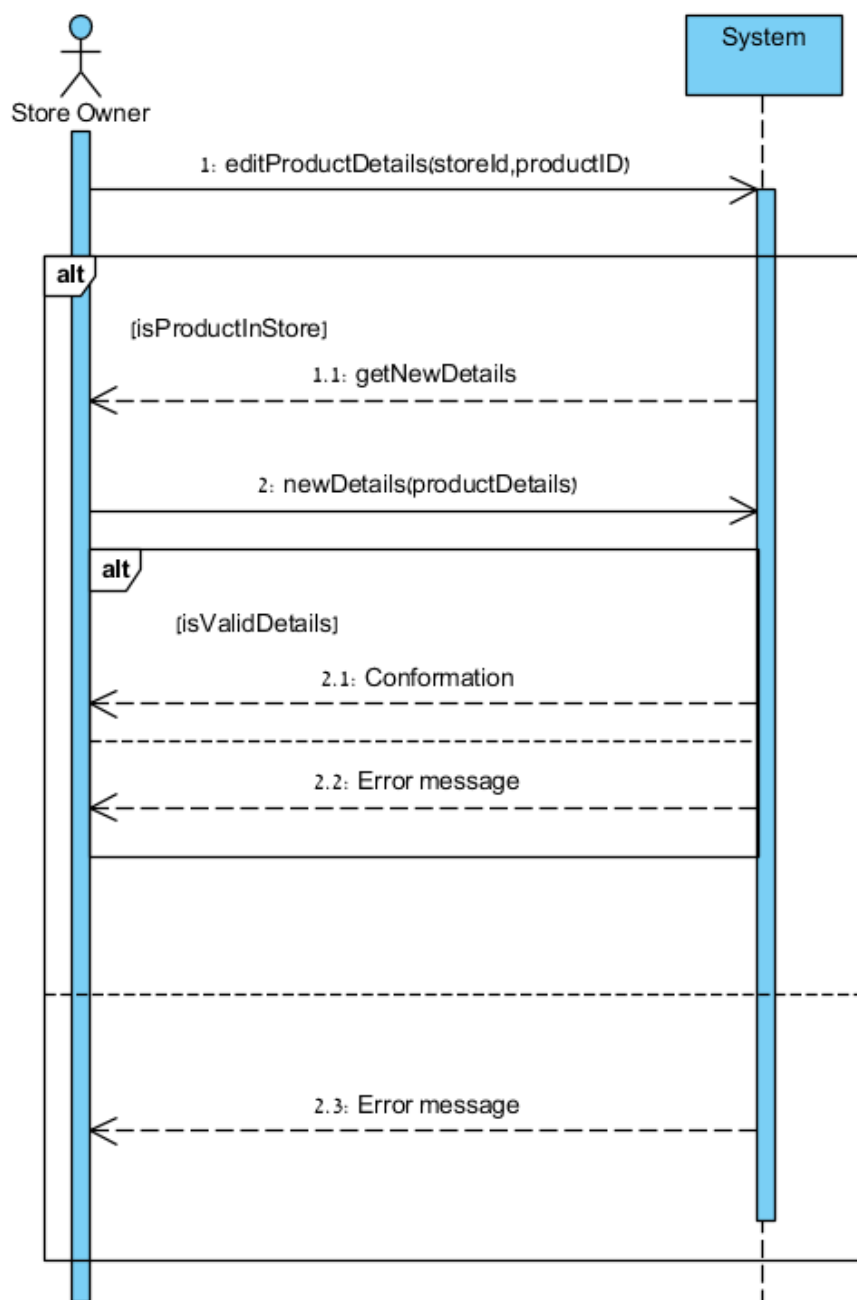 System
Store Owner
1: editProductDetails(storeId,productID)
alt
[isProductInStore]
1.1: getNewDetails
2: newDetails(productDetails)
alt
[isValidDetails]
2.1: Conformation
2.2: Error message
2.3: Error message